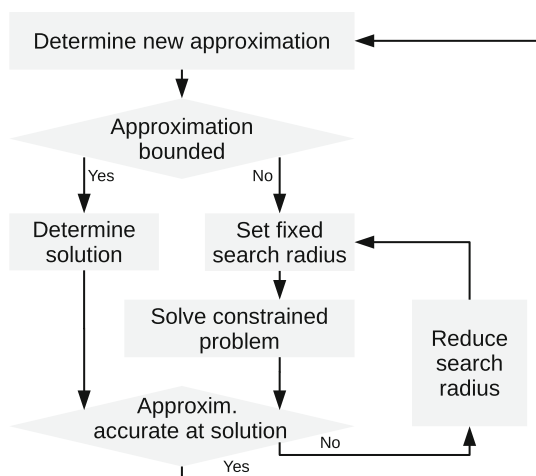 Determine new approximation
Approximation
bounded
Yes
No
Determine
solution
Set fixed
search radius
Solve constrained
problem
Reduce
search
radius
Approxim.
accurate at solution
No
Yes